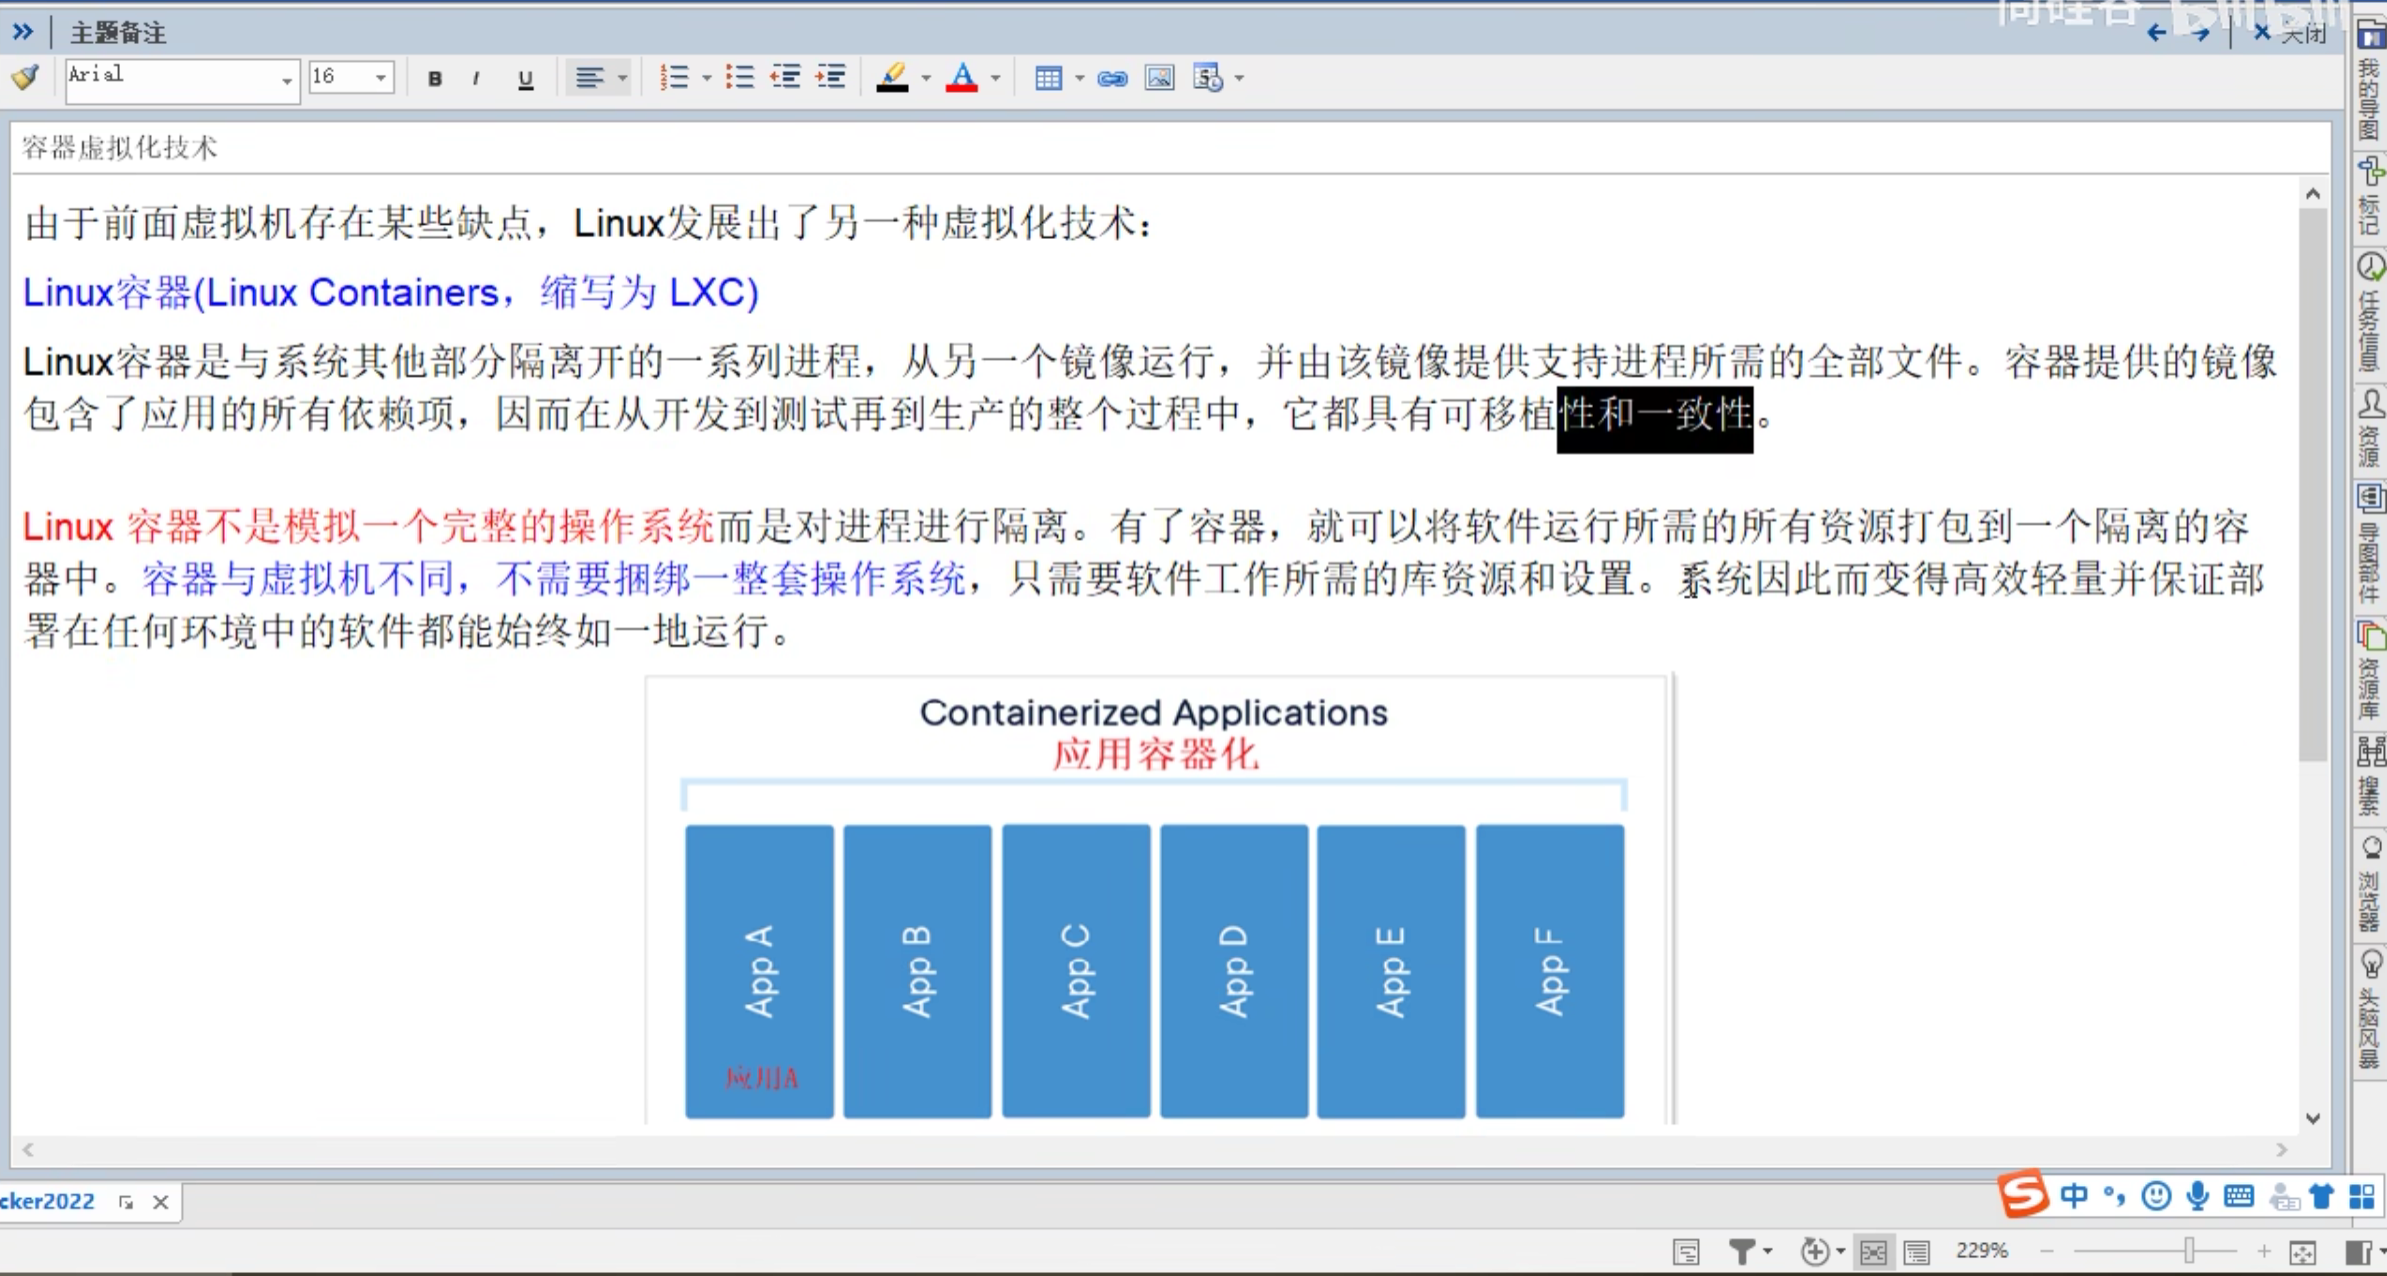 主题备注
关闭
Arial
16
B
I
U
容器虚拟化技术
由于前面虚拟机存在某些缺点，Linux发展出了另一种虚拟化技术：
Linux容器(Linux Containers，缩写为 LXC)
Linux容器是与系统其他部分隔离开的一系列进程，从另一个镜像运行，并由该镜像提供支持进程所需的全部文件。容器提供的镜像
包含了应用的所有依赖项，因而在从开发到测试再到生产的整个过程中，它都具有可移植性和一致性。
Linux 容器不是模拟一个完整的操作系统而是对进程进行隔离。有了容器，就可以将软件运行所需的所有资源打包到一个隔离的容
器中。容器与虚拟机不同，不需要捆绑一整套操作系统，只需要软件工作所需的库资源和设置。系统因此而变得高效轻量并保证部
署在任何环境中的软件都能始终如一地运行。
Containerized Applications
应用容器化
App A
App B
App C
App D
App E
App F
应用A
我的导图
标记
任务信息
资源
导图部件
资源库
搜索
浏览器
头脑风暴
cker2022
中
229%